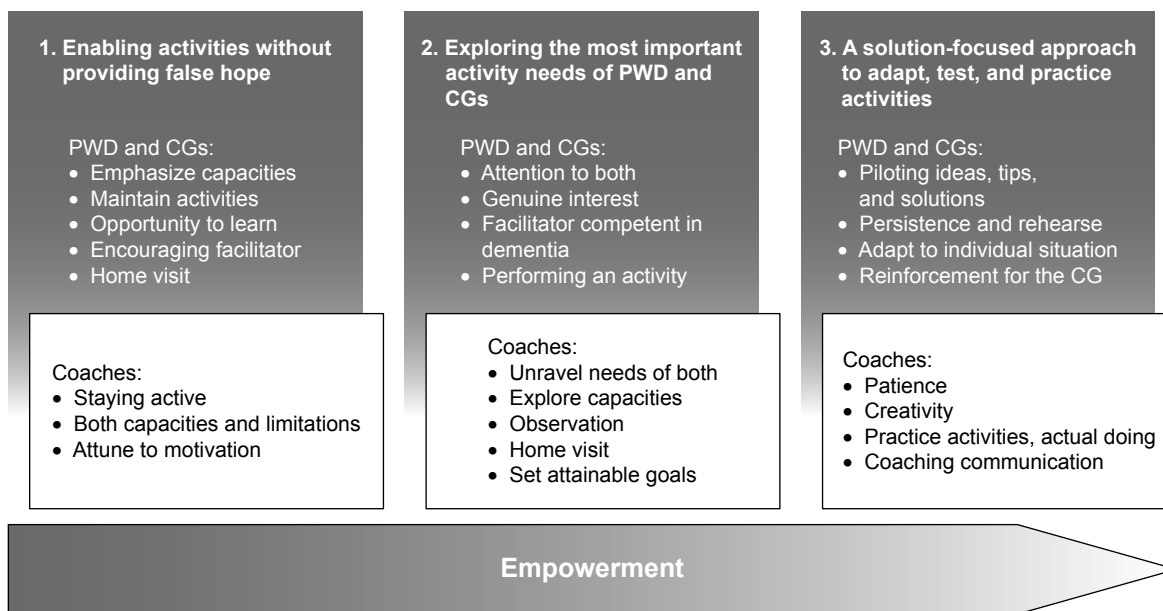 1. Enabling activities without
providing false hope
PWD and CGs:
• Emphasize capacities
• Maintain activities
• Opportunity to learn
• Encouraging facilitator
• Home visit
Coaches:
• Staying active
• Both capacities and limitations
• Attune to motivation
2. Exploring the most important
activity needs of PWD and
CGs
PWD and CGs:
• Attention to both
• Genuine interest
• Facilitator competent in
dementia
• Performing an activity
Coaches:
• Unravel needs of both
• Explore capacities
• Observation
• Home visit
• Set attainable goals
3. A solution-focused approach
to adapt, test, and practice
activities
PWD and CGs:
• Piloting ideas, tips,
and solutions
• Persistence and rehearse
• Adapt to individual situation
• Reinforcement for the CG
Coaches:
• Patience
• Creativity
• Practice activities, actual doing
• Coaching communication
Empowerment